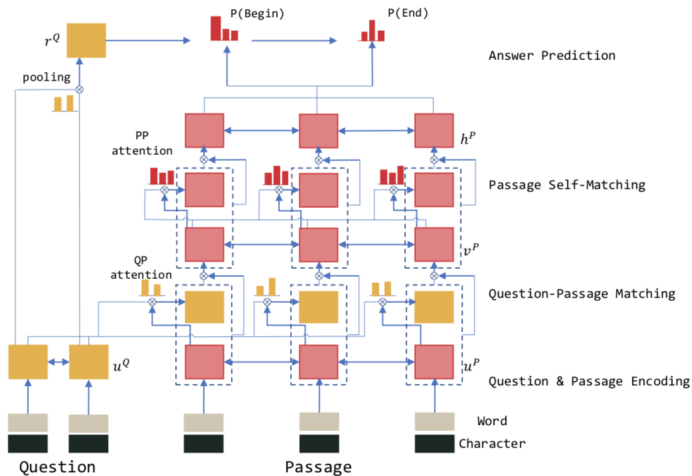 P(Begin)
P(End)
r^Q
Answer Prediction
pooling
PP
attention
h^P
Passage Self-Matching
v^P
QP
attention
Question-Passage Matching
u^Q
u^P
Question & Passage Encoding
Word
Character
Question
Passage